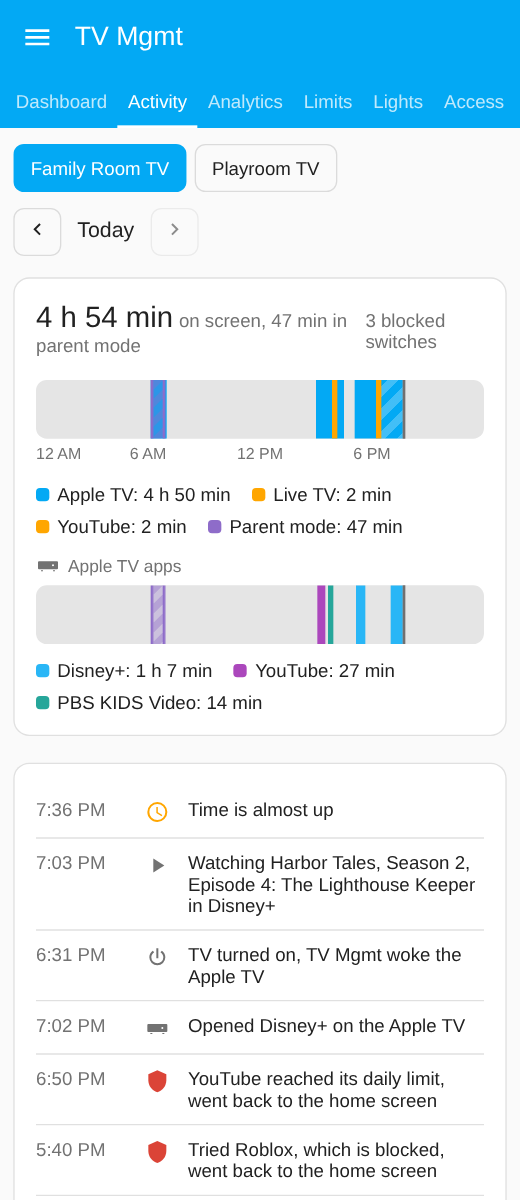 TV Mgmt
Dashboard Activity Analytics Limits Lights Access
Family Room TV Playroom TV
Today
4 h 54 min on screen, 47 min in parent mode
3 blocked switches
12 AM 6 AM 12 PM 6 PM
Apple TV: 4 h 50 min Live TV: 2 min
YouTube: 2 min Parent mode: 47 min
Apple TV apps
Disney+: 1 h 7 min YouTube: 27 min
PBS KIDS Video: 14 min
7:36 PM Time is almost up
7:03 PM Watching Harbor Tales, Season 2,
Episode 4: The Lighthouse Keeper
in Disney+
6:31 PM TV turned on, TV Mgmt woke the
Apple TV
7:02 PM Opened Disney+ on the Apple TV
6:50 PM YouTube reached its daily limit,
went back to the home screen
5:40 PM Tried Roblox, which is blocked,
went back to the home screen